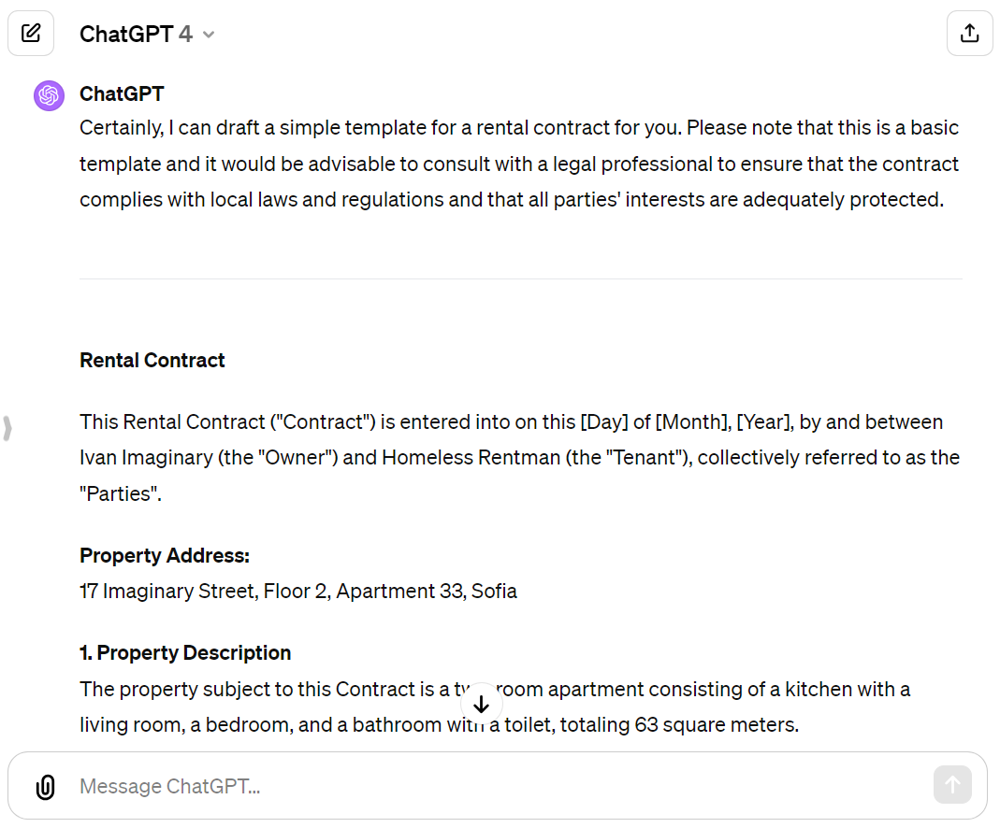 ChatGPT 4
ChatGPT
Certainly, I can draft a simple template for a rental contract for you. Please note that this is a basic
template and it would be advisable to consult with a legal professional to ensure that the contract
complies with local laws and regulations and that all parties' interests are adequately protected.
Rental Contract
This Rental Contract ("Contract") is entered into on this [Day] of [Month], [Year], by and between
Ivan Imaginary (the "Owner") and Homeless Rentman (the "Tenant"), collectively referred to as the
"Parties".
Property Address:
17 Imaginary Street, Floor 2, Apartment 33, Sofia
1. Property Description
The property subject to this Contract is a room apartment consisting of a kitchen with a
living room, a bedroom, and a bathroom with a toilet, totaling 63 square meters.
Message ChatGPT...